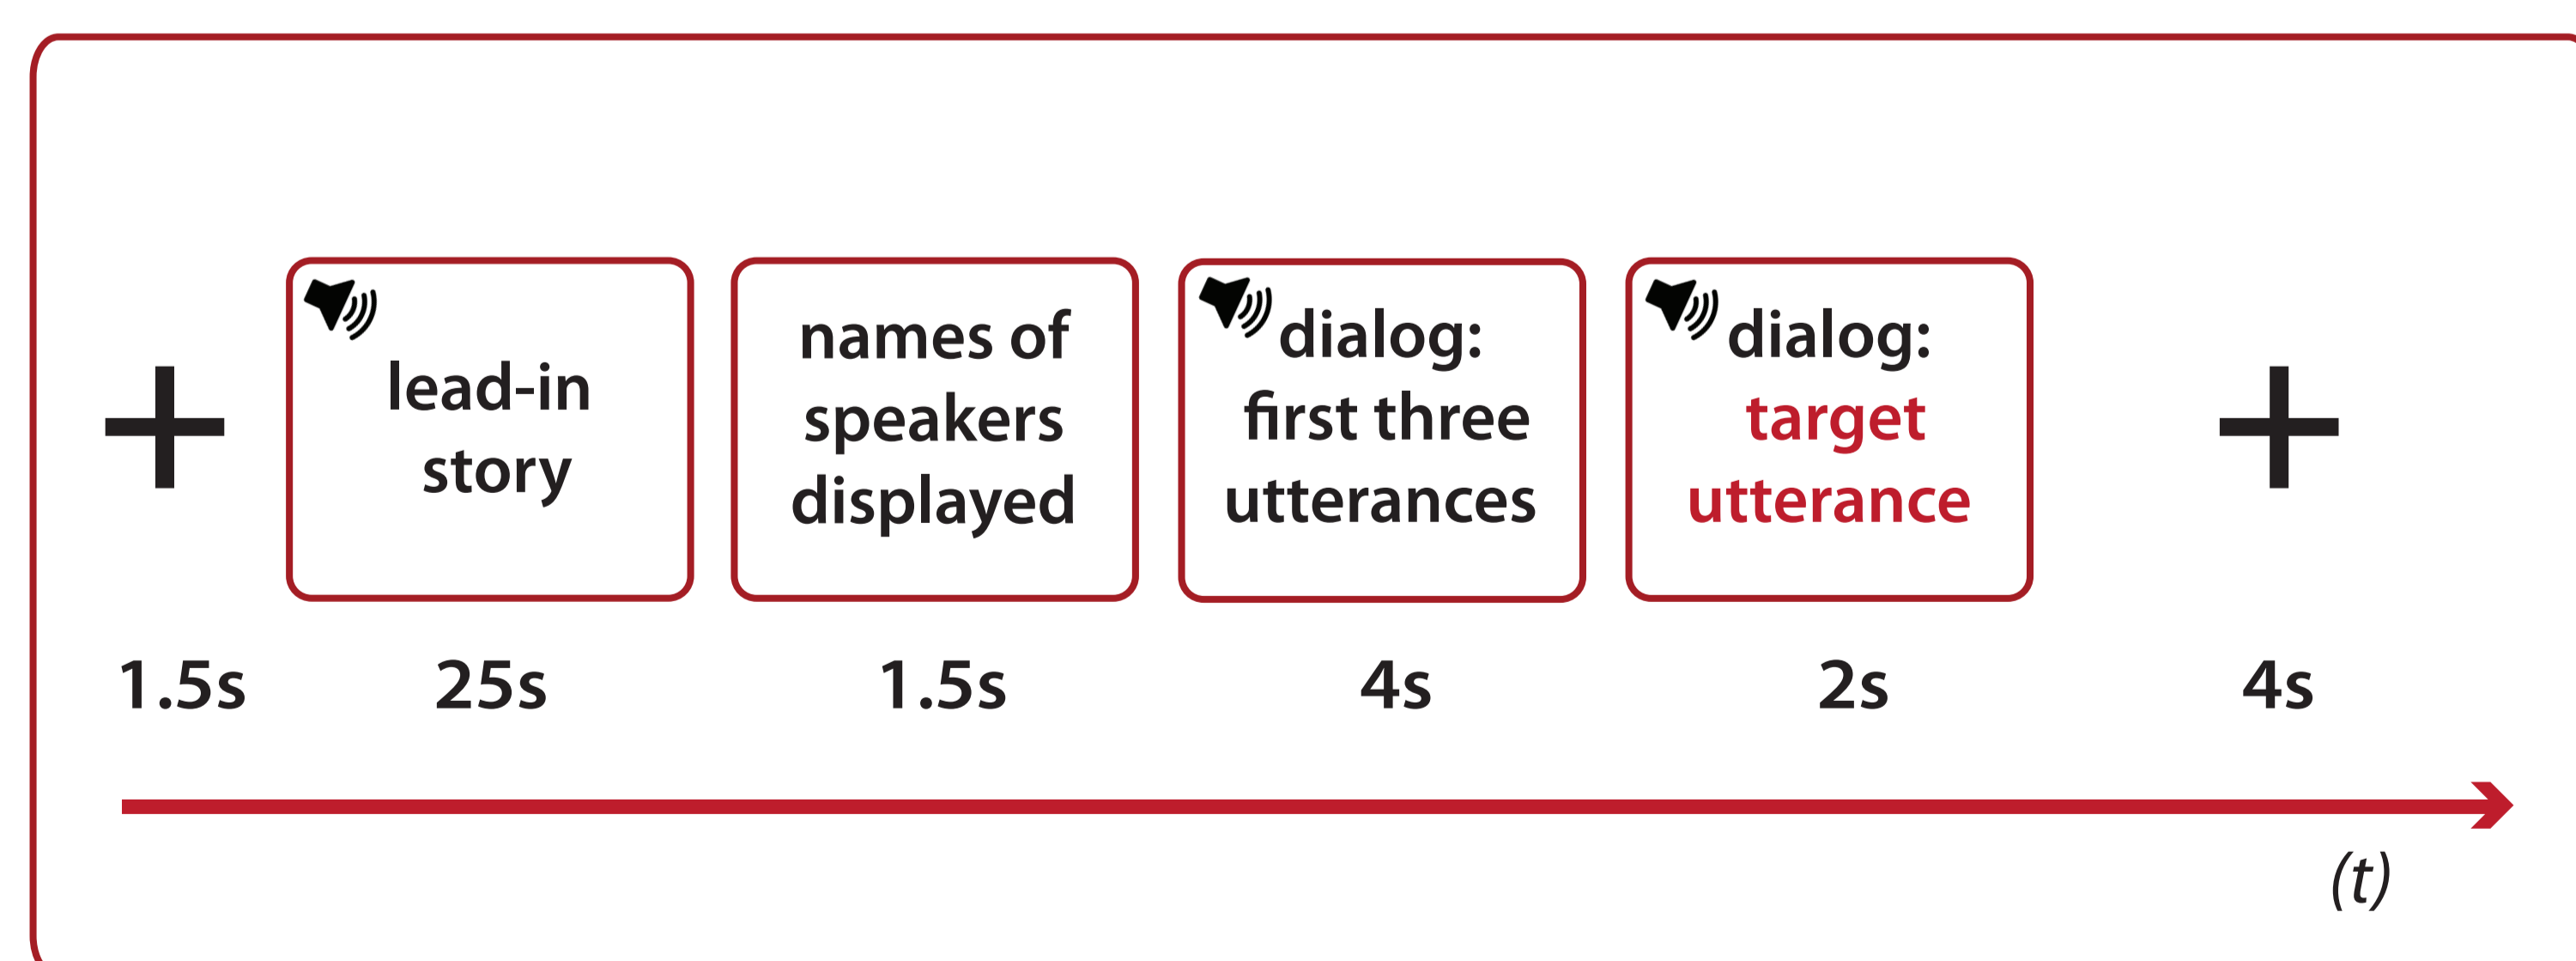 lead-in
story
names of
speakers
displayed
dialog:
first three
utterances
dialog:
target
utterance
1.5s
25s
1.5s
4s
2s
4s
(t)